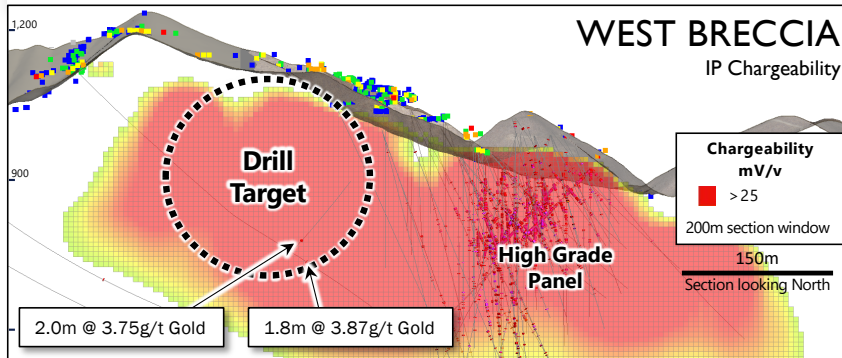 WEST BRECCIA
IP Chargeability
1,200
900
Drill
Target
High Grade
Panel
Chargeability
mV/v
>25
200m section window
150m
Section looking North
2.0m @ 3.75g/t Gold
1.8m @ 3.87g/t Gold